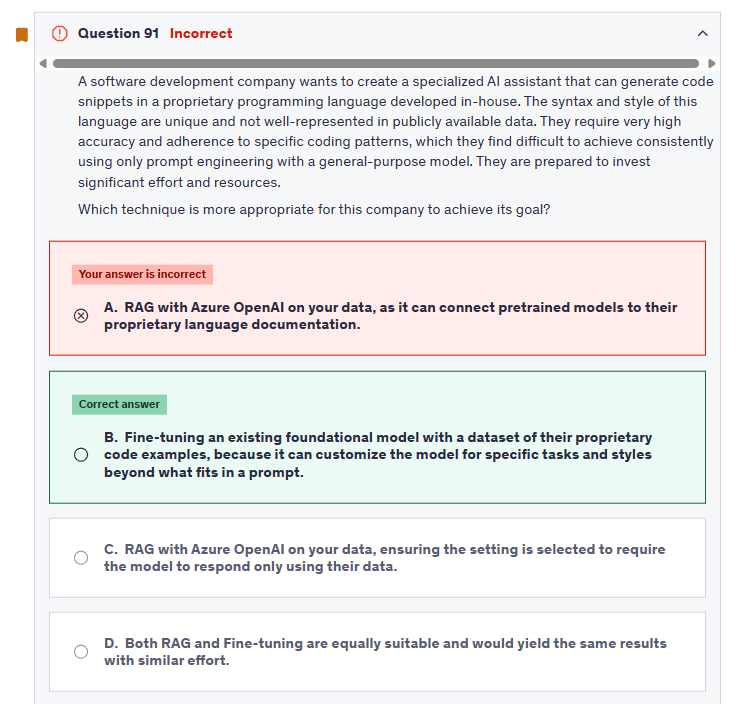 Question 91 Incorrect
A software development company wants to create a specialized AI assistant that can generate code
snippets in a proprietary programming language developed in-house. The syntax and style of this
language are unique and not well-represented in publicly available data. They require very high
accuracy and adherence to specific coding patterns, which they find difficult to achieve consistently
using only prompt engineering with a general-purpose model. They are prepared to invest
significant effort and resources.
Which technique is more appropriate for this company to achieve its goal?
Your answer is incorrect
A. RAG with Azure OpenAI on your data, as it can connect pretrained models to their
proprietary language documentation.
Correct answer
B. Fine-tuning an existing foundational model with a dataset of their proprietary
code examples, because it can customize the model for specific tasks and styles
beyond what fits in a prompt.
C. RAG with Azure OpenAI on your data, ensuring the setting is selected to require
the model to respond only using their data.
D. Both RAG and Fine-tuning are equally suitable and would yield the same results
with similar effort.